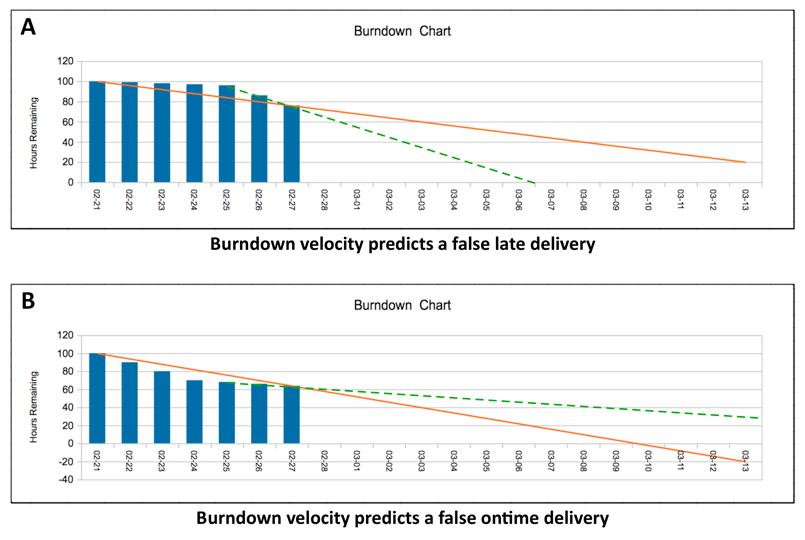 A
Burndown Chart
Hours Remaining
120
100
80
60
40
20
0
02-21 02-22 02-23 02-24 02-25 02-26 02-27 02-28 03-01 03-02 03-03 03-04 03-05 03-06 03-07 03-08 03-09 03-10 03-11 03-12 03-13
Burndown velocity predicts a false late delivery
B
Burndown Chart
Hours Remaining
120
100
80
60
40
20
0
-20
-40
02-21 02-22 02-23 02-24 02-25 02-26 02-27 02-28 03-01 03-02 03-03 03-04 03-05 03-06 03-07 03-08 03-09 03-10 03-11 03-12 03-13
Burndown velocity predicts a false ontime delivery